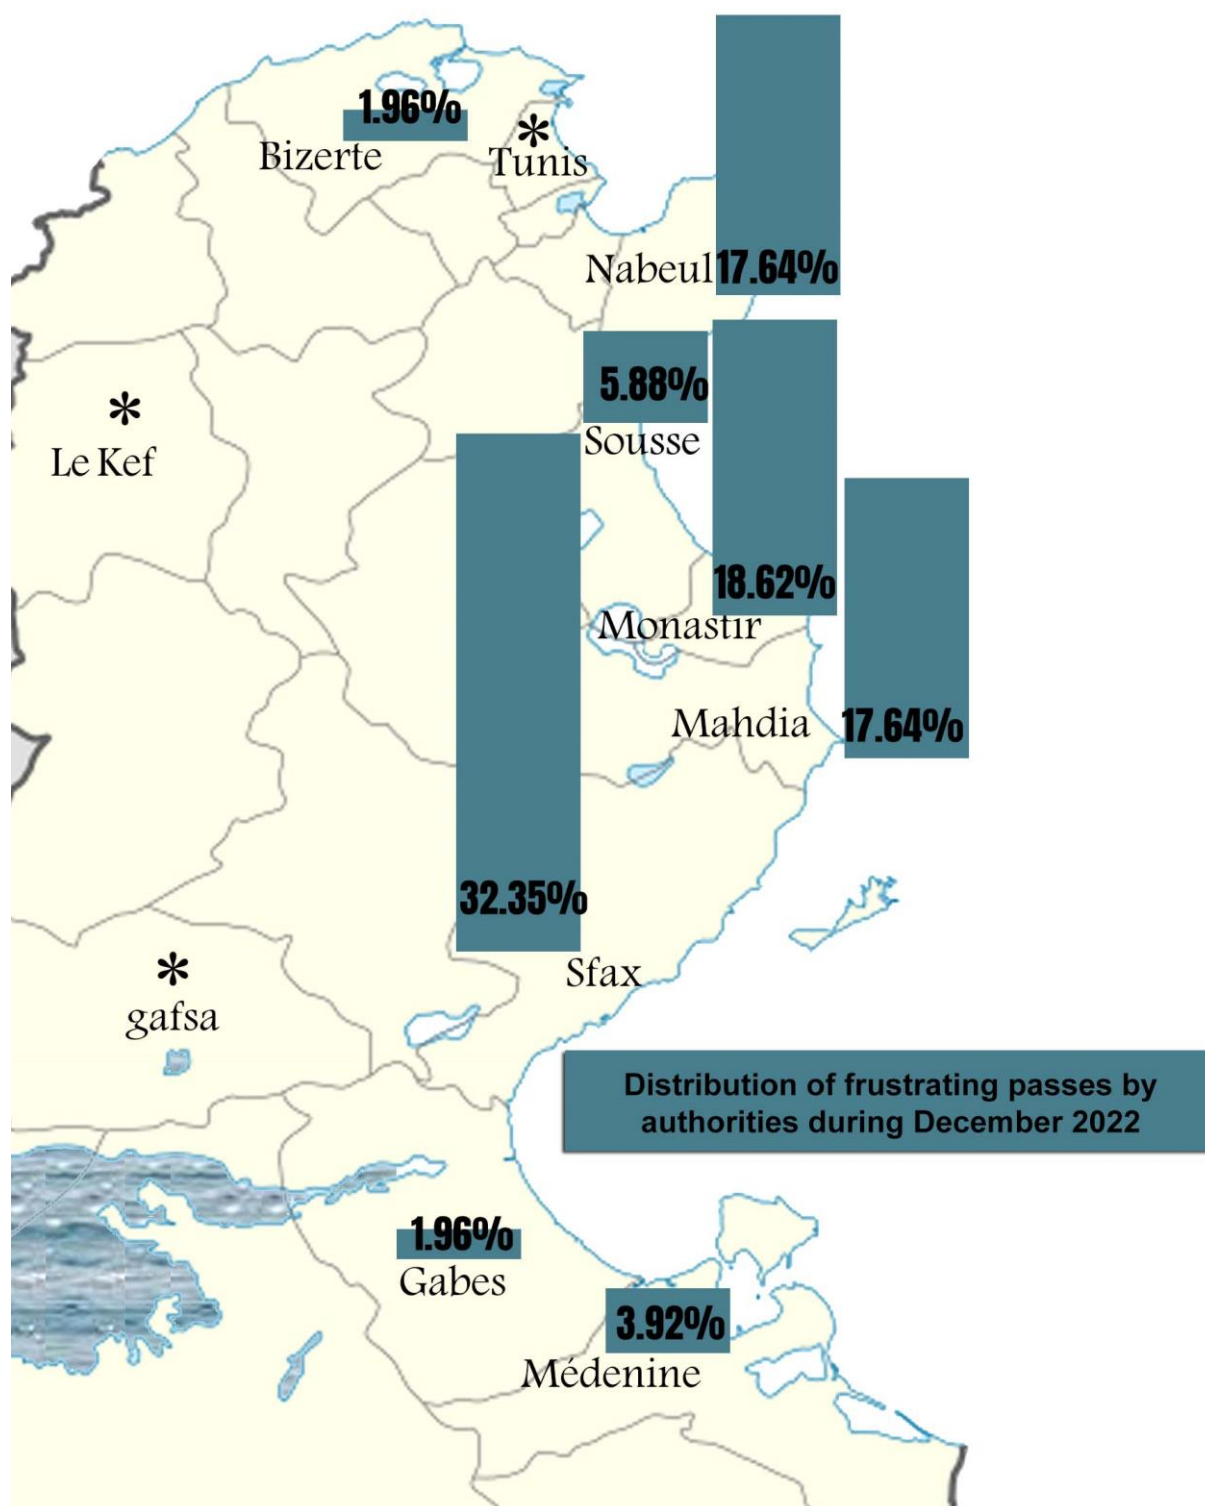 1.96%
Bizerte
*
Tunis
Nabeul 17.64%
5.88%
Sousse
*
Le Kef
18.62%
Monastir
Mahdia 17.64%
32.35%
Sfax
*
gafsa
Distribution of frustrating passes by
authorities during December 2022
1.96%
Gabes
3.92%
Médenine